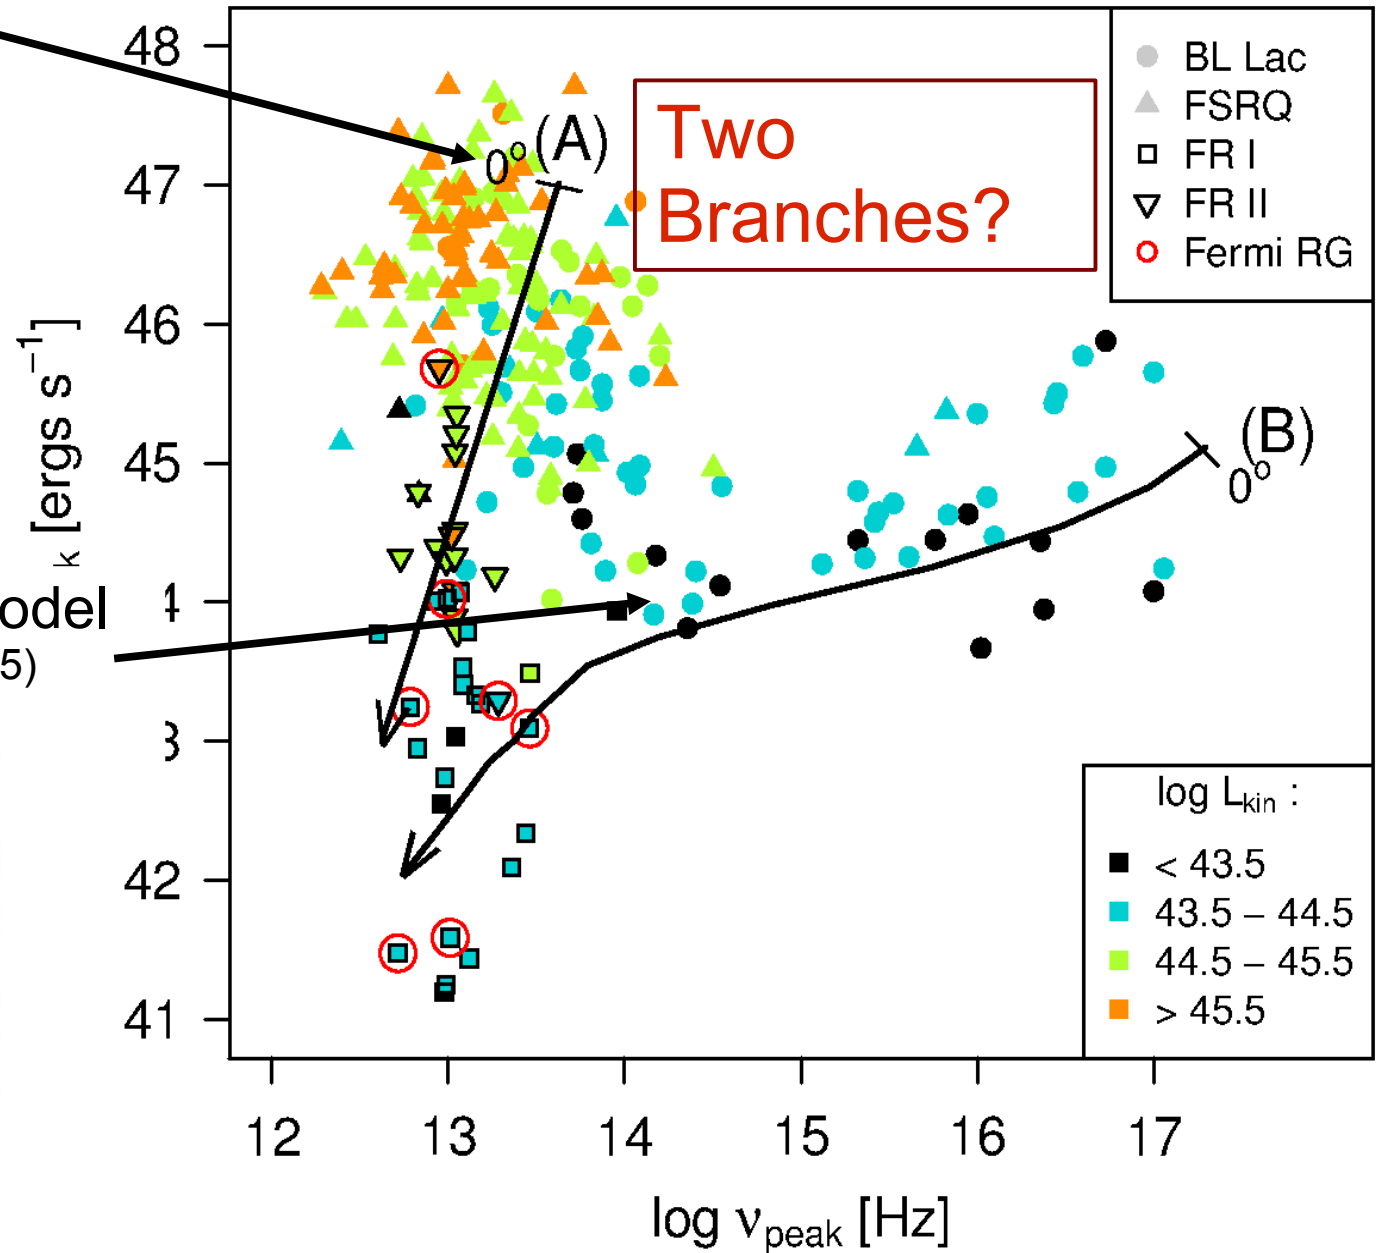 48
47
46
45
4
3
42
41
k [ergs s⁻¹]
odel
5)
0° (A)
Two
Branches?
BL Lac
FSRQ
FR I
FR II
Fermi RG
(B)
0°
log Lkin :
< 43.5
43.5 – 44.5
44.5 – 45.5
> 45.5
12 13 14 15 16 17
log νpeak [Hz]